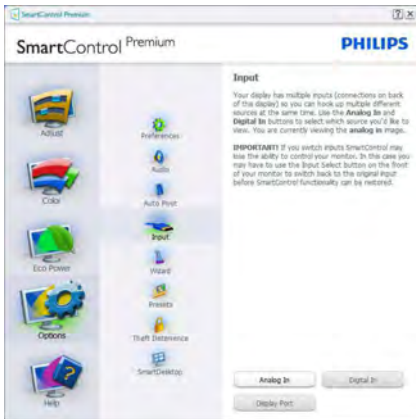 SmartControl Premium
SmartControl Premium
PHILIPS
Adjust
Color
Eco Power
Options
Help
Preferences
Audio
Auto Pivot
Input
Wizard
Presets
Theft Deterrence
SmartDesktop
Input
Your display has multiple inputs (connections on back
of this display) so you can hook up multiple different
sources at the same time. Use the Analog In and
Digital In buttons to select which source you'd like to
view. You are currently viewing the analog in image.
IMPORTANT! If you switch inputs SmartControl may
lose the ability to control your monitor. In this case you
may have to use the Input Select button on the front
of your monitor to switch back to the original input
before SmartControl functionality can be restored.
Analog In
Digital In
Display Port